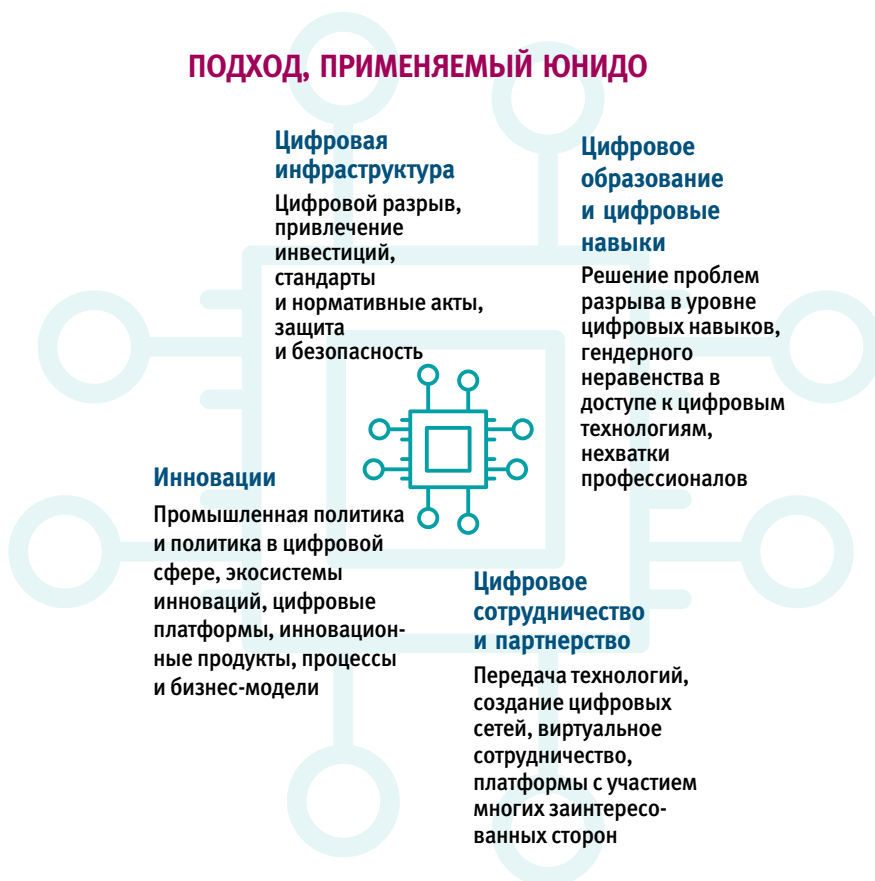 ПОДХОД, ПРИМЕНЯЕМЫЙ ЮНИДО
Цифровая
инфраструктура
Цифровой разрыв,
привлечение
инвестиций,
стандарты
и нормативные акты,
защита
и безопасность
Цифровое
образование
и цифровые
навыки
Решение проблем
разрыва в уровне
цифровых навыков,
гендерного
неравенства в
доступе к цифровым
технологиям,
нехватки
профессионалов
Инновации
Промышленная политика
и политика в цифровой
сфере, экосистемы
инноваций, цифровые
платформы, инновацион-
ные продукты, процессы
и бизнес-модели
Цифровое
сотрудничество
и партнерство
Передача технологий,
создание цифровых
сетей, виртуальное
сотрудничество,
платформы с участием
многих заинтересо-
ванных сторон